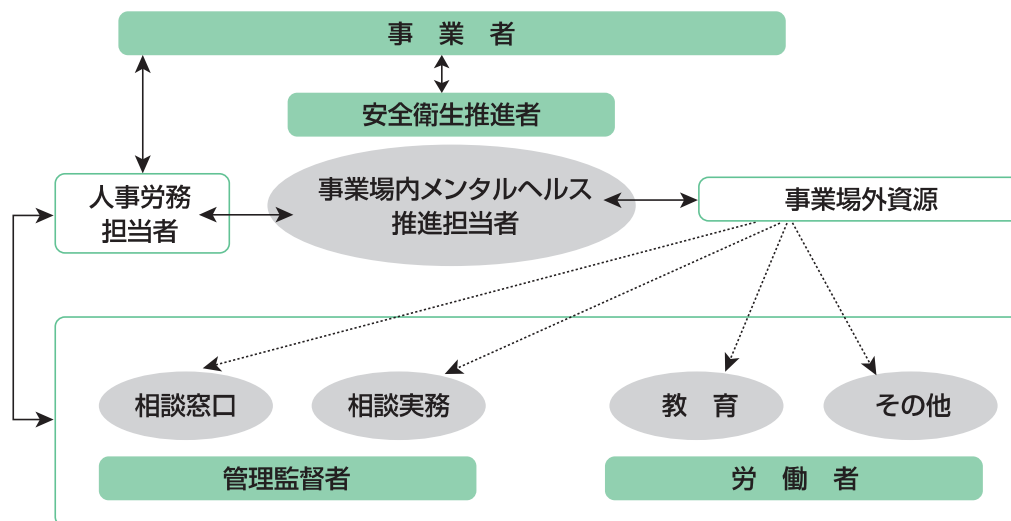 事　業　者
安全衛生推進者
人事労務
担当者
事業場内メンタルヘルス
推進担当者
事業場外資源
相談窓口
相談実務
教　育
その他
管理監督者
労　働　者